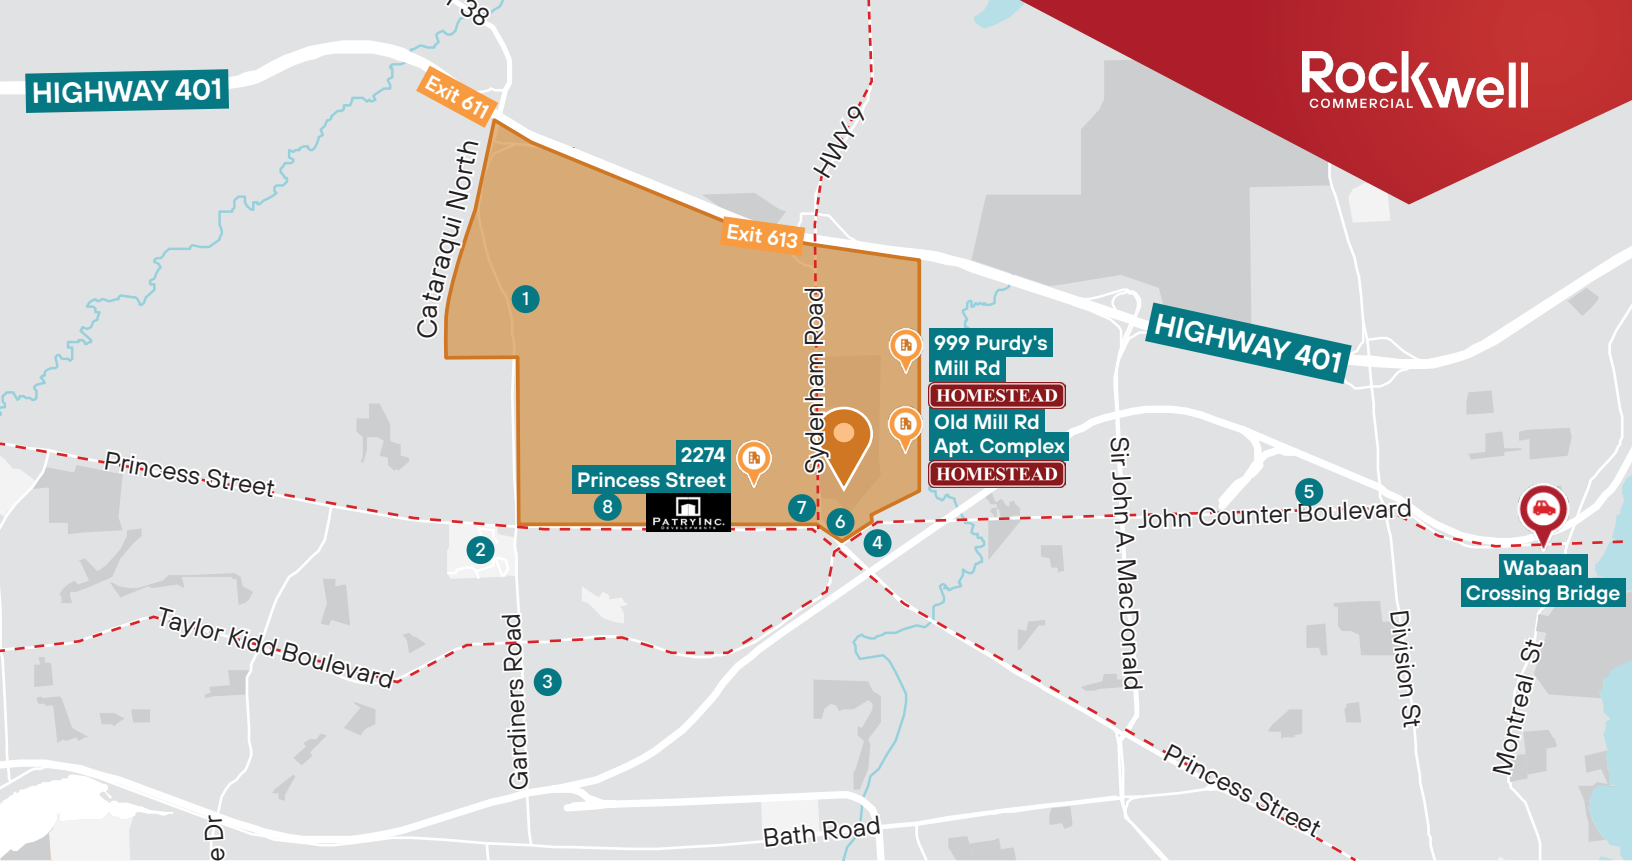 38
Rockwell
COMMERCIAL
HIGHWAY 401
Exit 611
HWY 9
Cataraqui North
Exit 613
1
Sydenham Road
999 Purdy's
Mill Rd
HOMESTEAD
Old Mill Rd
Apt. Complex
HOMESTEAD
HIGHWAY 401
2274
Princess Street
PATRYINC.
DEVELOPMENTS
Princess Street
8
7
6
4
2
5
John Counter Boulevard
Sir John A. MacDonald
Wabaan
Crossing Bridge
Taylor Kidd Boulevard
Gardiners Road
3
Division St
Montreal St
Princess Street
Bath Road
e Dr